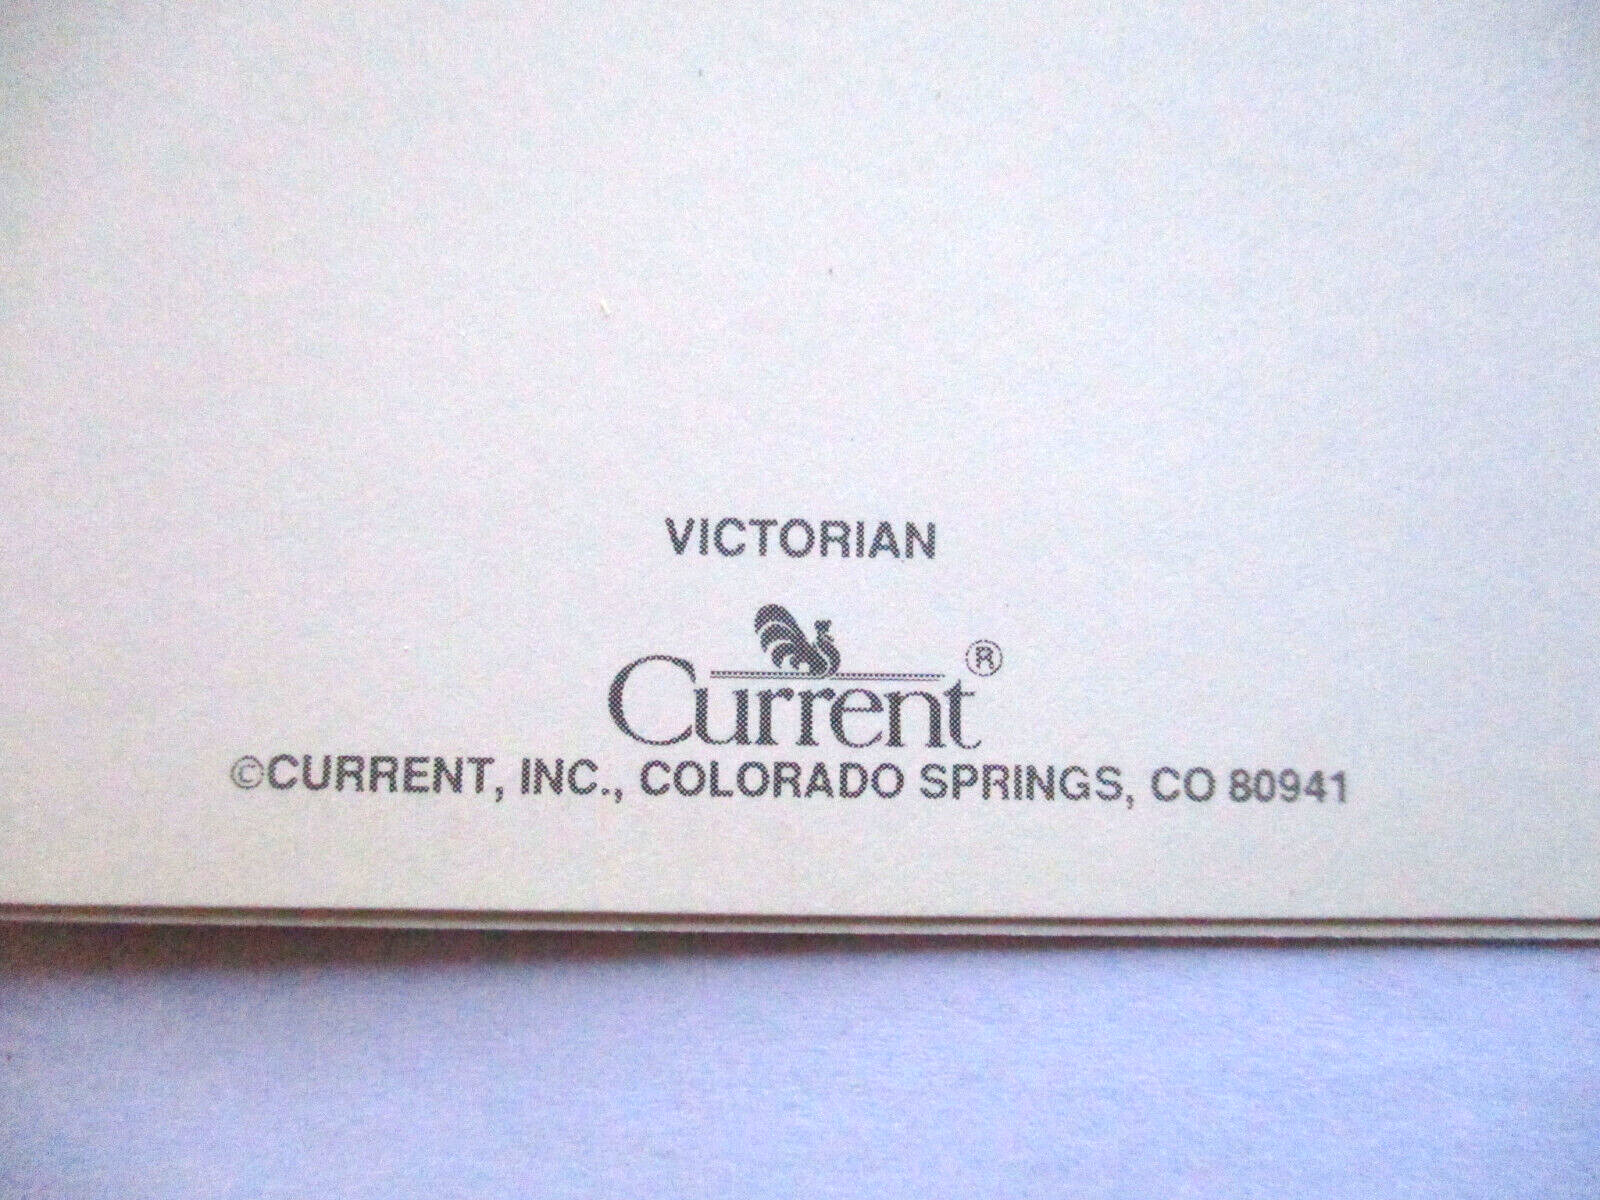 VICTORIAN
Current®
©CURRENT, INC., COLORADO SPRINGS, CO 80941